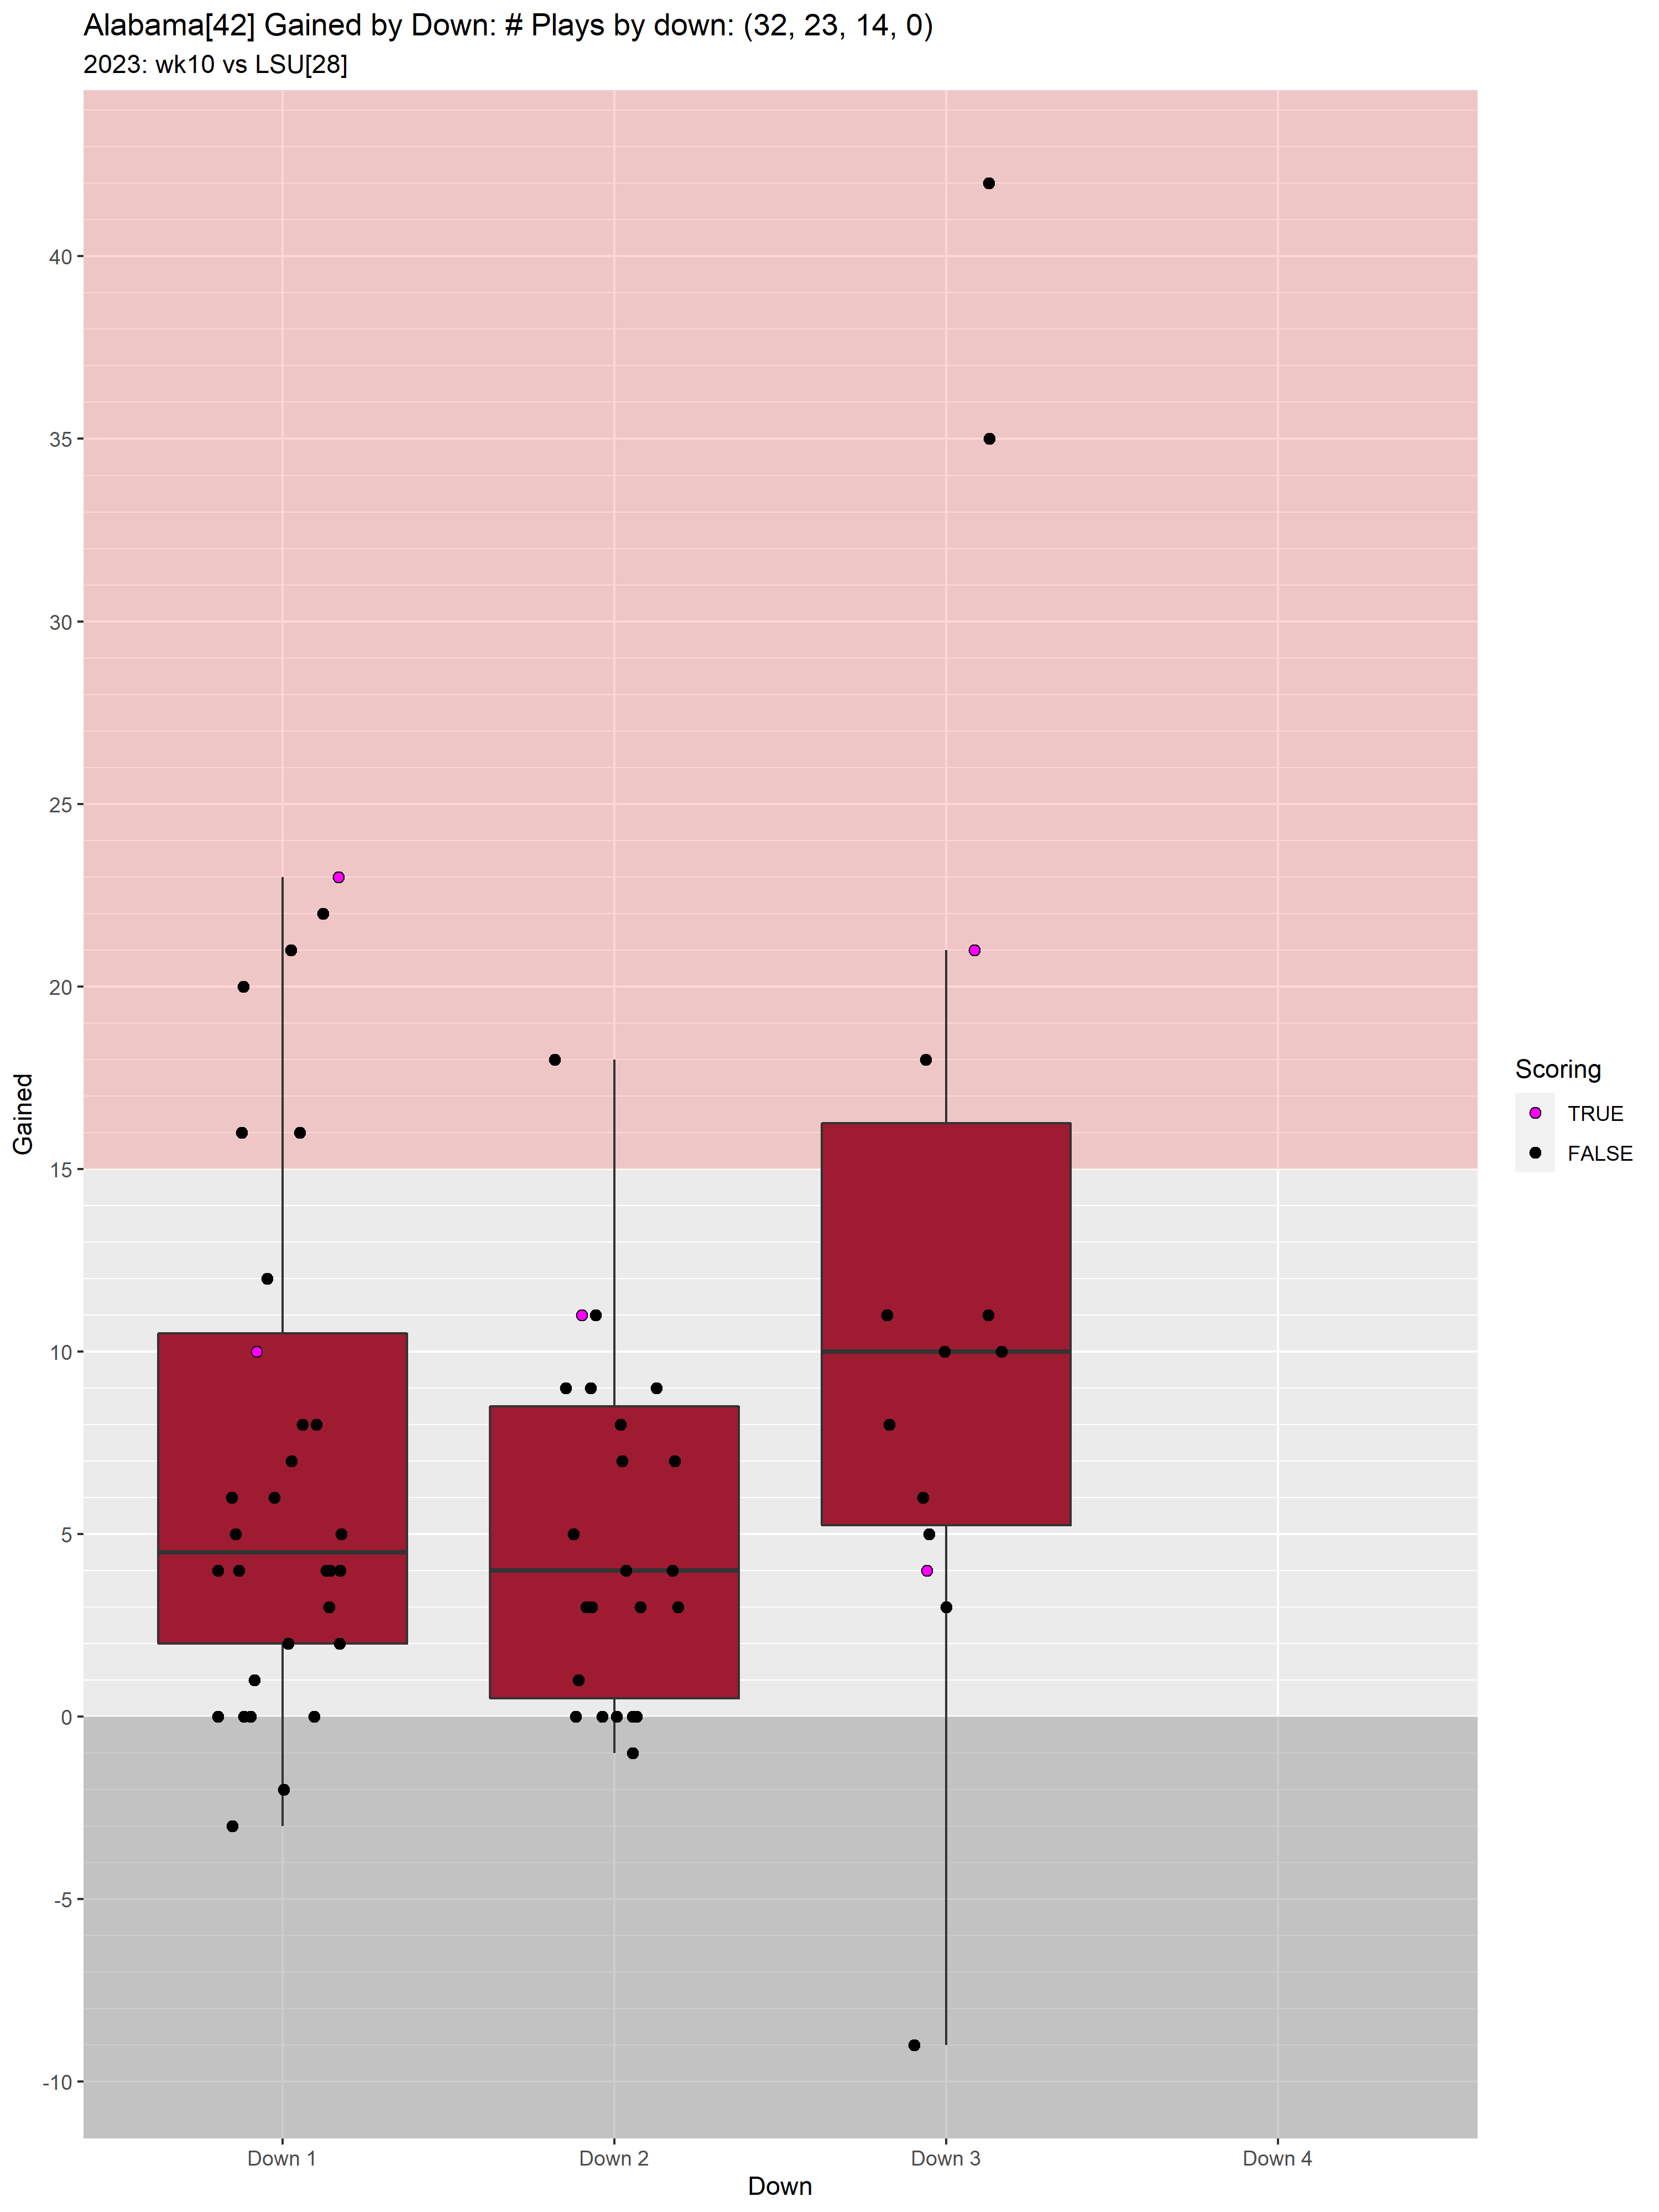 Alabama[42] Gained by Down: # Plays by down: (32, 23, 14, 0)
2023: wk10 vs LSU[28]
Gained
40
35
30
25
20
15
10
5
0
-5
-10
Down 1
Down 2
Down 3
Down 4
Down
Scoring
TRUE
FALSE